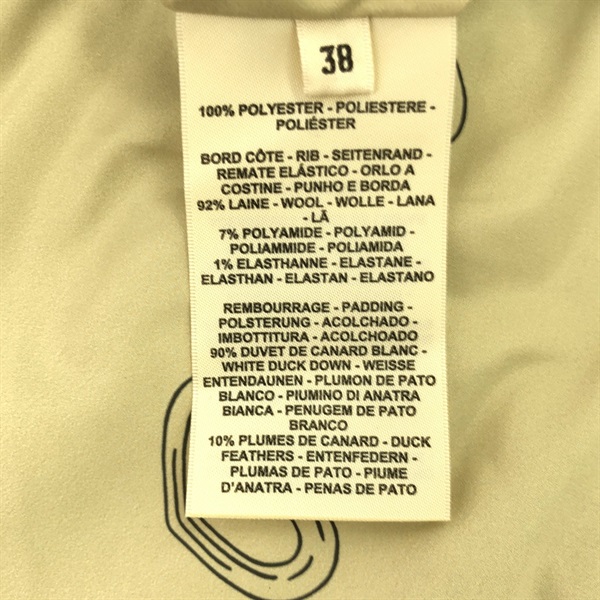 38
100% POLYESTER - POLIESTERE -
POLIÉSTER
BORD CÔTE - RIB - SEITENRAND -
REMATE ELÁSTICO - ORLO A
COSTINE - PUNHO E BORDA
92% LAINE - WOOL - WOLLE - LANA
- LÃ
7% POLYAMIDE - POLYAMID -
POLIAMMIDE - POLIAMIDA
1% ELASTHANNE - ELASTANE -
ELASTHAN - ELASTAN - ELASTANO
REMBOURRAGE - PADDING -
POLSTERUNG - ACOLCHADO -
IMBOTTITURA - ACOLCHOADO
90% DUVET DE CANARD BLANC -
WHITE DUCK DOWN - WEISSE
ENTENDAUNEN - PLUMON DE PATO
BLANCO - PIUMINO DI ANATRA
BIANCA - PENUGEM DE PATO
BRANCO
10% PLUMES DE CANARD - DUCK
FEATHERS - ENTENFEDERN -
PLUMAS DE PATO - PIUME
D'ANATRA - PENAS DE PATO